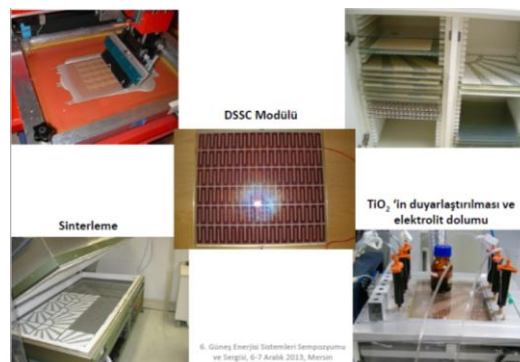 DSSC Modülü
Sinterleme
TiO₂ 'in duyarlaştırılması ve
elektrolit dolumu
6. Güneş Enerjisi Sistemleri Sempozyumu
ve Sergisi, 6-7 Aralık 2013, Mersin